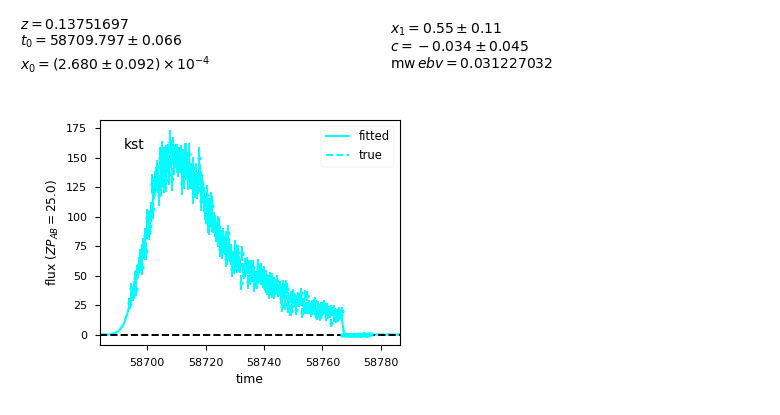 z = 0.13751697
t₀ = 58709.797 ± 0.066
x₀ = (2.680 ± 0.092) × 10⁻⁴
x₁ = 0.55 ± 0.11
c = −0.034 ± 0.045
mw ebv = 0.031227032
kst
fitted
true
175
150
125
100
75
50
25
0
flux (ZP_AB = 25.0)
58700 58720 58740 58760 58780
time